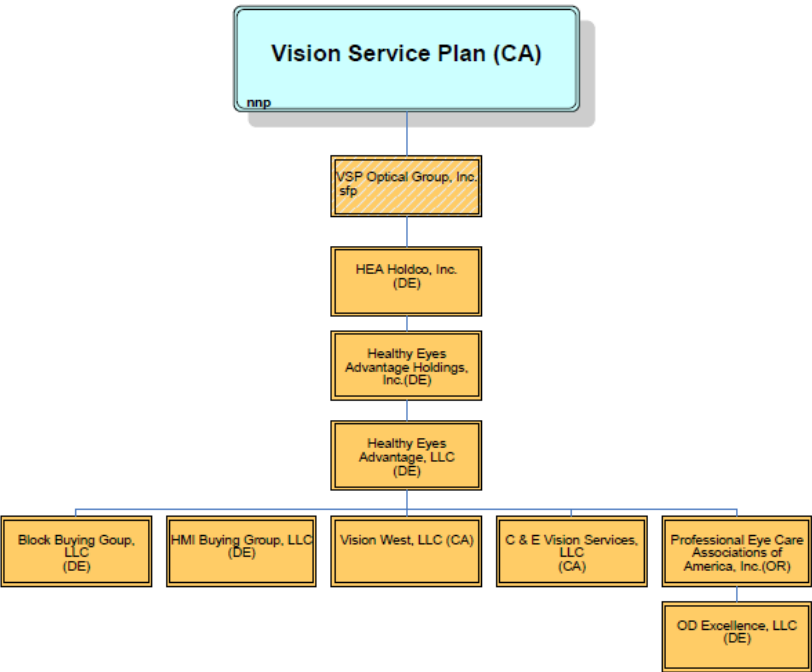 Vision Service Plan (CA)
nnp
VSP Optical Group, Inc.
sfp
HEA Holdco, Inc.
(DE)
Healthy Eyes
Advantage Holdings,
Inc.(DE)
Healthy Eyes
Advantage, LLC
(DE)
Block Buying Goup,
LLC
(DE)
HMI Buying Group, LLC
(DE)
Vision West, LLC (CA)
C & E Vision Services,
LLC
(CA)
Professional Eye Care
Associations of
America, Inc.(OR)
OD Excellence, LLC
(DE)